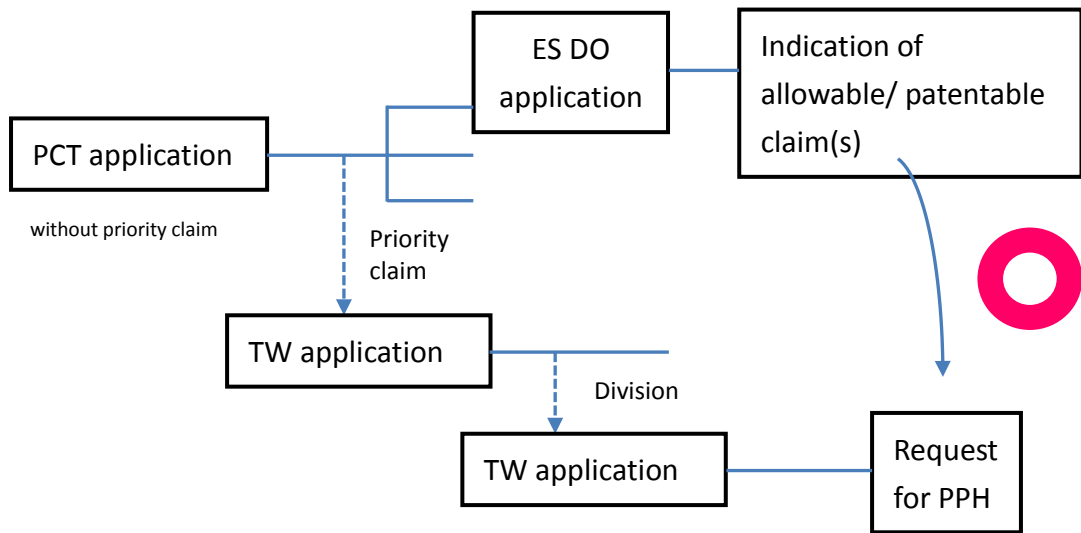 ES DO
application
Indication of
allowable/ patentable
claim(s)
PCT application
without priority claim
Priority
claim
TW application
Division
TW application
Request
for PPH